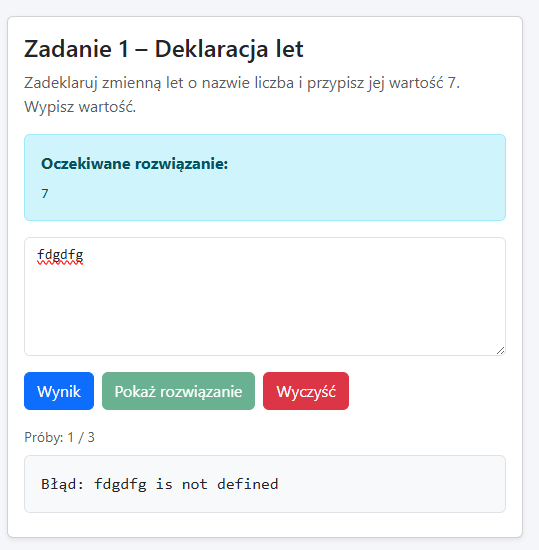 Zadanie 1 – Deklaracja let
Zadeklaruj zmienną let o nazwie liczba i przypisz jej wartość 7.
Wypisz wartość.
Oczekiwane rozwiązanie:
7
fdgdfg
Wynik
Pokaż rozwiązanie
Wyczyść
Próby: 1 / 3
Błąd: fdgdfg is not defined